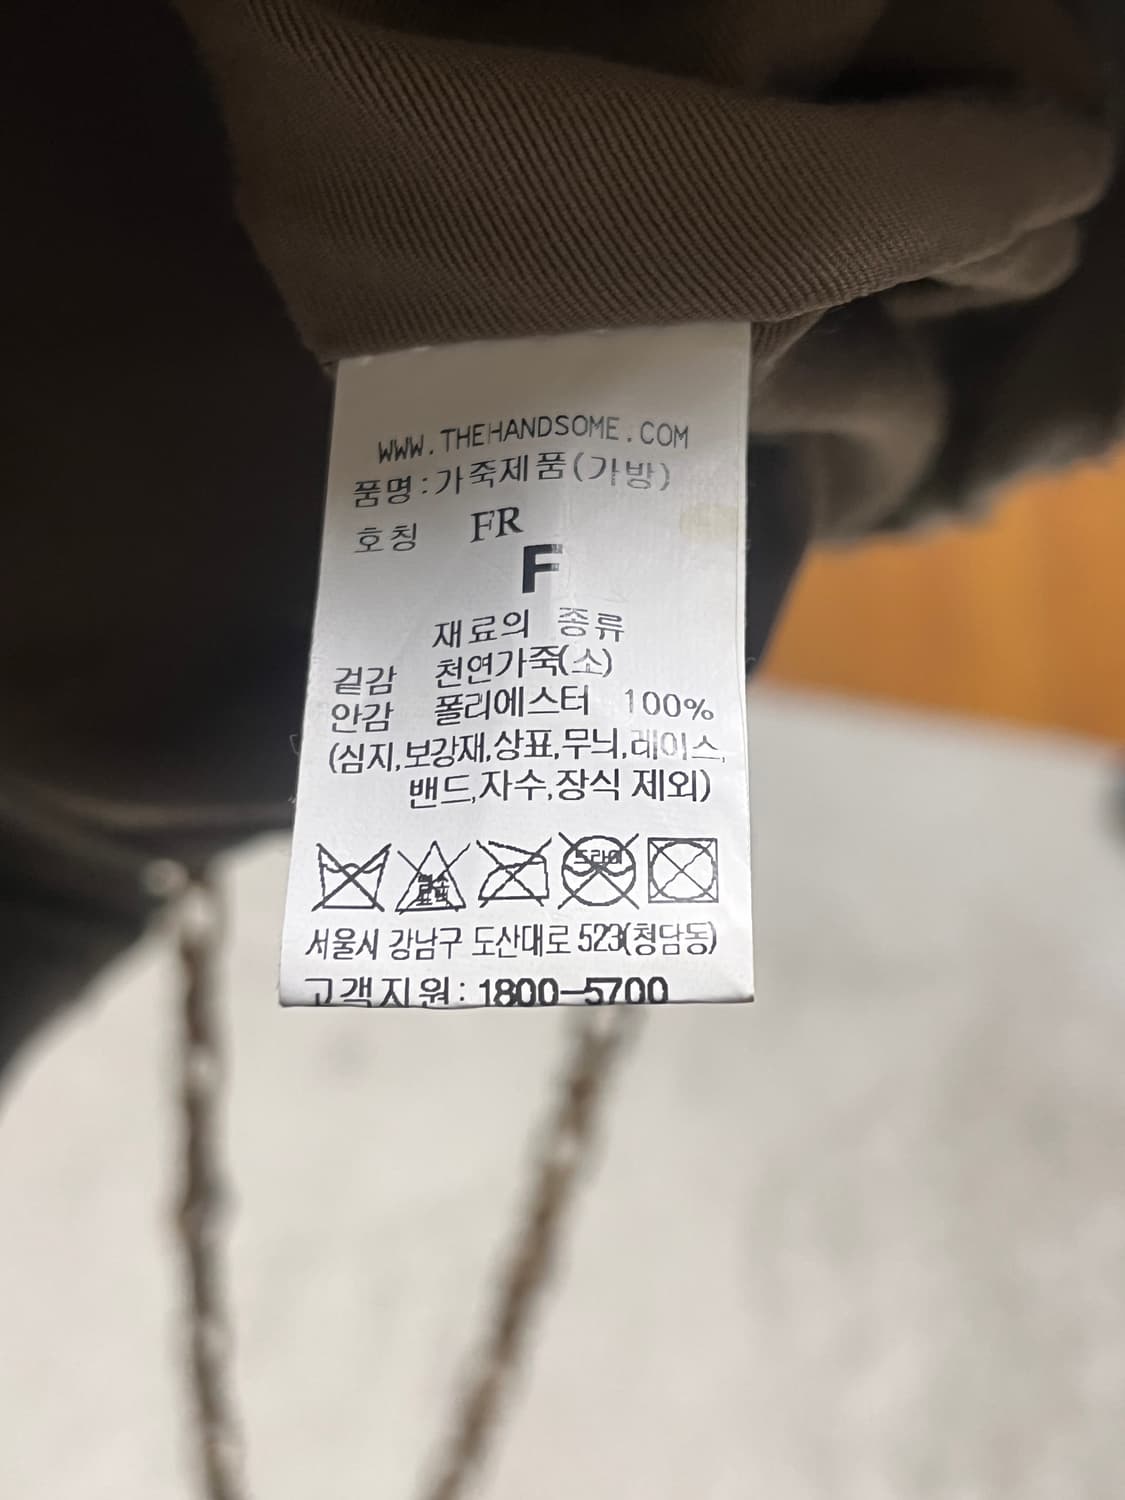 WWW.THEHANDSOME.COM
품명:가죽제품(가방)
호칭 FR
F
재료의 종류
겉감 천연가죽(소)
안감 폴리에스터 100%
(심지,보강재,상표,무늬,레이스,
밴드,자수,장식 제외)
드라이
서울시 강남구 도산대로 523(청담동)
고객지원: 1800-5700